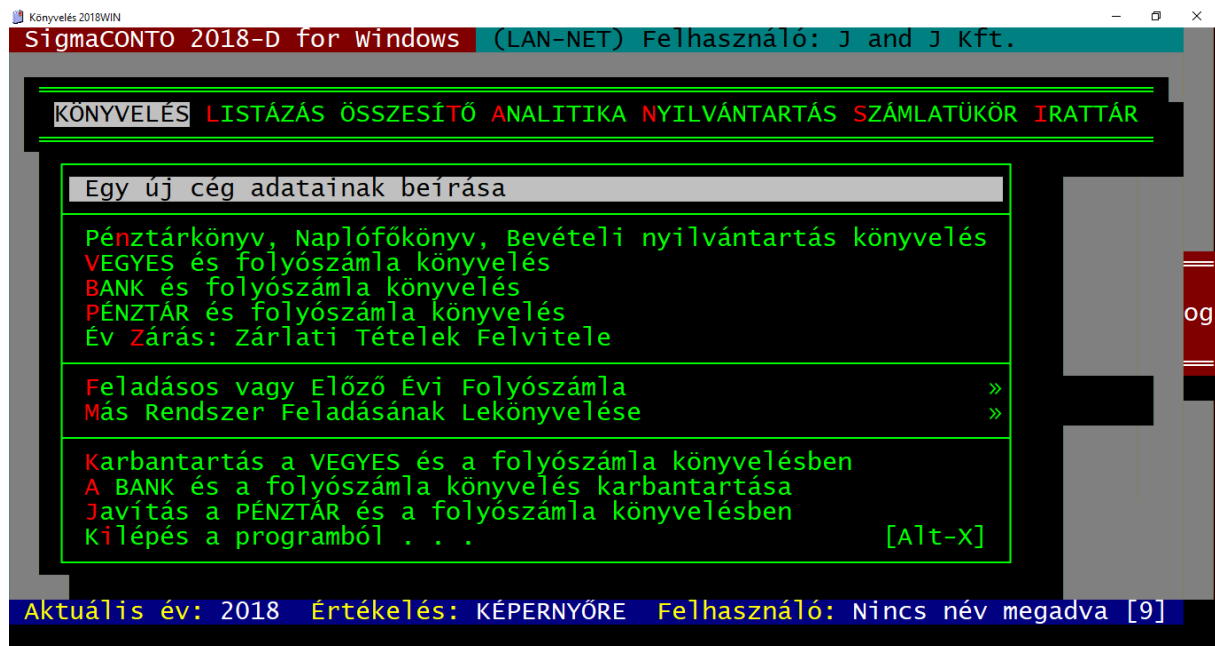 Könyvelés 2018WIN
SigmaCONTO 2018-D for Windows (LAN-NET) Felhasználó: J and J Kft.
KÖNYVELÉS LISTÁZÁS ÖSSZESÍTŐ ANALITIKA NYILVÁNTARTÁS SZÁMLATÜKÖR IRATTÁR
Egy új cég adatainak beírása
Pénztárkönyv, Naplófőkönyv, Bevételi nyilvántartás könyvelés
VEGYES és folyószámla könyvelés
BANK és folyószámla könyvelés
PÉNZTÁR és folyószámla könyvelés
Év Zárás: Zárlati Tételek Felvitele
og
Feladásos vagy Előző Évi Folyószámla »
Más Rendszer Feladásának Lekönyvelése »
Karbantartás a VEGYES és a folyószámla könyvelésben
A BANK és a folyószámla könyvelés karbantartása
Javítás a PÉNZTÁR és a folyószámla könyvelésben
Kilépés a programból . . . [Alt-X]
Aktuális év: 2018 Értékelés: KÉPERNYŐRE Felhasználó: Nincs név megadva [9]